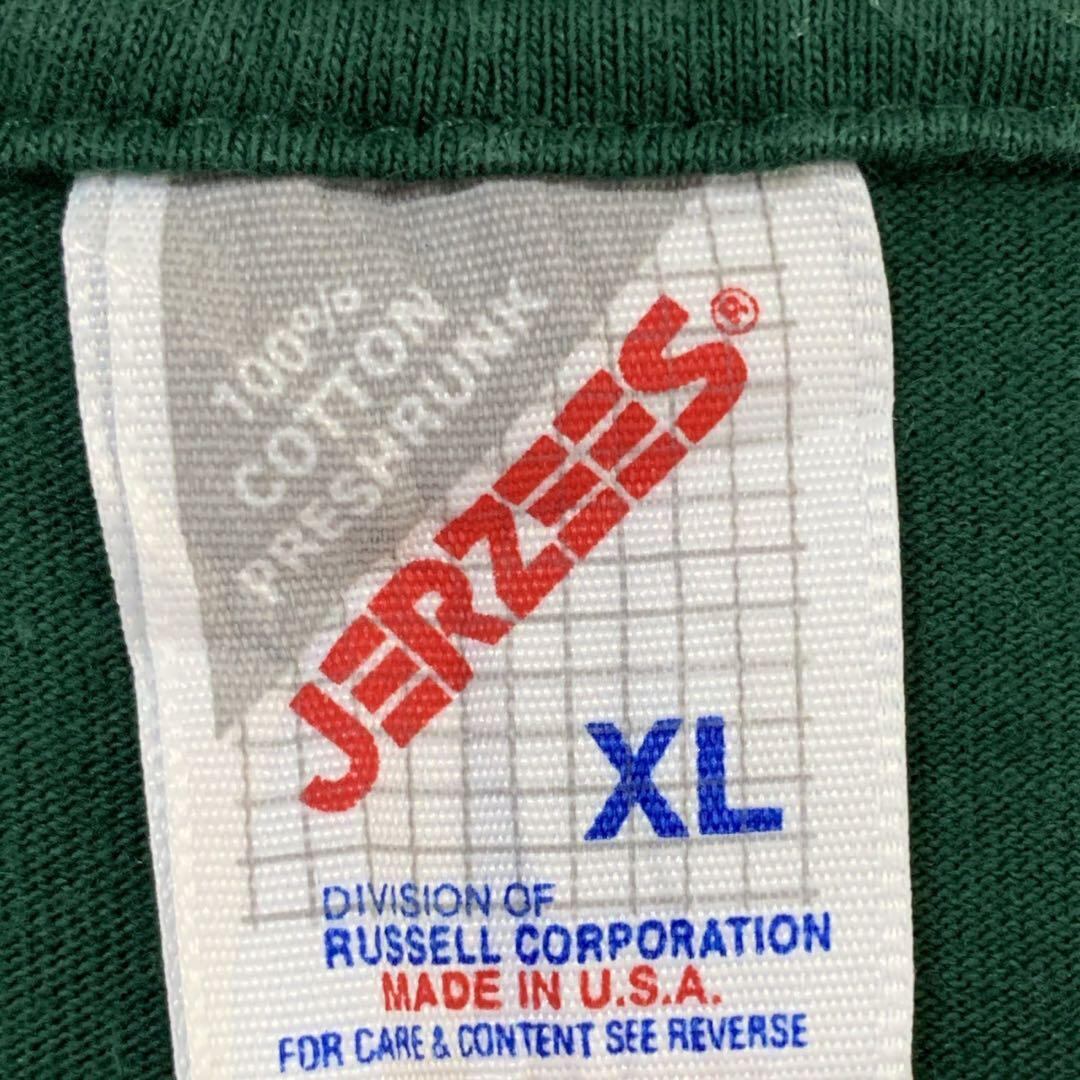 100%
COTTON
PRESHRUNK
JERZEES®
XL
DIVISION OF
RUSSELL CORPORATION
MADE IN U.S.A.
FOR CARE & CONTENT SEE REVERSE